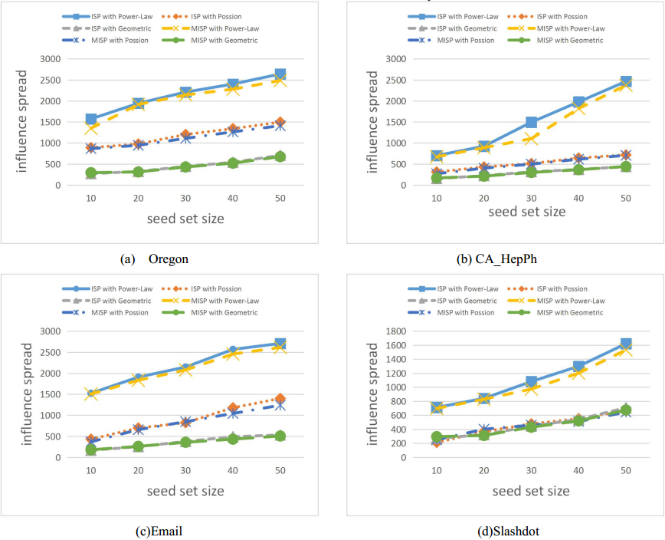 ISP with Power-Law ISP with Possion
ISP with Geometric MISP with Power-Law
MISP with Possion MISP with Geometric
3000
2500
2000
1500
1000
500
0
influence spread
10 20 30 40 50
seed set size
(a) Oregon
ISP with Power-Law ISP with Possion
ISP with Geometric MISP with Power-Law
MISP with Possion MISP with Geometric
3000
2500
2000
1500
1000
500
0
influence spread
10 20 30 40 50
seed set size
(b) CA_HepPh
ISP with Power-Law ISP with Possion
ISP with Geometric MISP with Power-Law
MISP with Possion MISP with Geometric
3000
2500
2000
1500
1000
500
0
influence spread
10 20 30 40 50
seed set size
(c)Email
ISP with Power-Law ISP with Possion
ISP with Geometric MISP with Power-Law
MISP with Possion MISP with Geometric
1800
1600
1400
1200
1000
800
600
400
200
0
influence spread
10 20 30 40 50
seed set size
(d)Slashdot